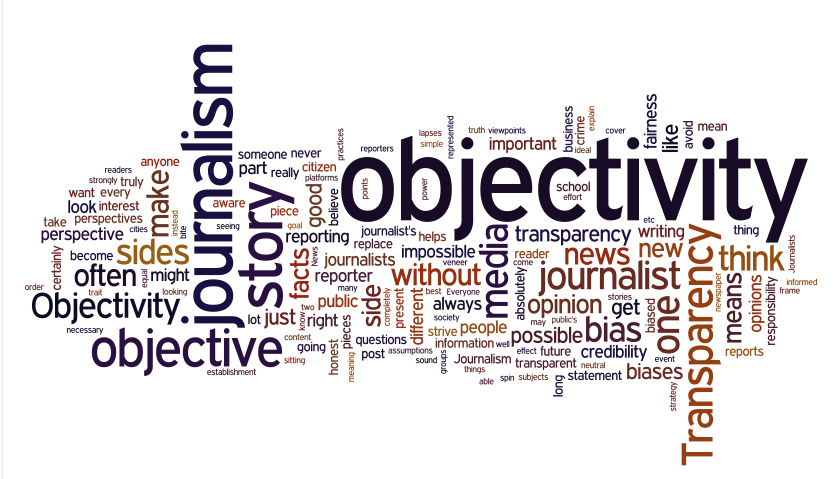 objectivity
journalism
story
objective
Objectivity.
Transparency
journalist
media
think
news
new
one
bias
without
sides
often
opinion
possible
transparency
make
look
part
important
fairness
like
good
facts
side
means
biases
credibility
people
always
impossible
journalists
reporter
reporting
public
just
right
might
perspective
writing
get
opinions
responsibility
different
present
believe
someone never
really
citizen
platforms
practices
reporters
lapses
simple
represented
truth viewpoints
business
crime
ideal
explain
cover
avoid
mean
school
effort
points
power
readers
anyone
strongly truly
want every
interest
take perspectives
cities
instead
bite
seeing
aware
piece
journalist's helps
replace
etc
thing
Journalists
informed
frame
newspaper
reader
come
veneer
absolutely
become
certainly
order
trait
equal
looking
necessary
establishment
lot
goal
News
many
two
know
content
going
sitting
honest
pieces
meaning
completely
questions
post
assumptions
sound
groups
strive
society
best
Everyone
information well
Journalism
things
able
spin
subjects
transparent
neutral
effect future
may public's
stories
biased
event
long
statement
strategy
reports